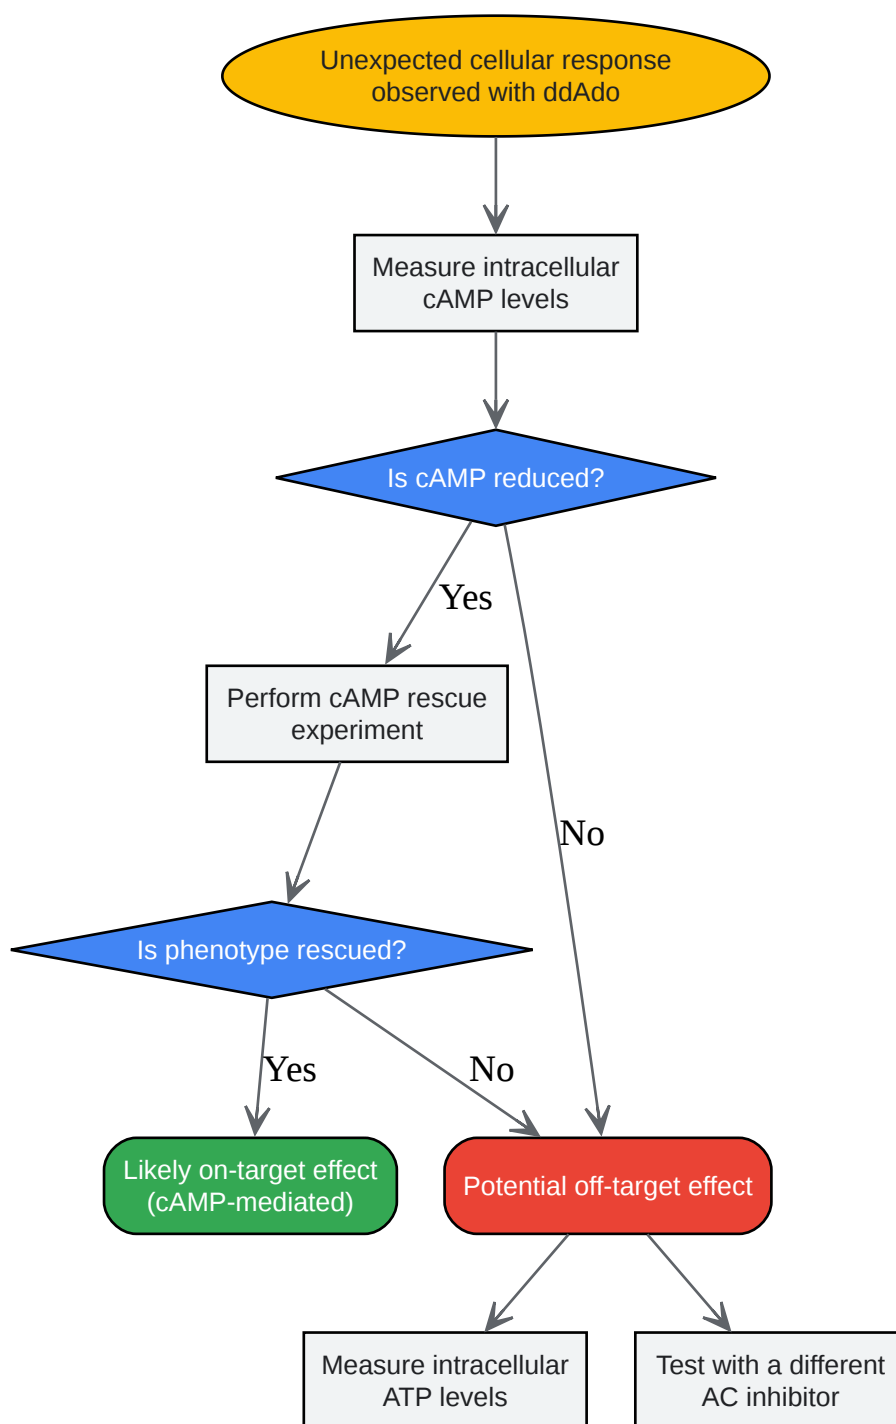 Unexpected cellular response
observed with ddAdo
Measure intracellular
cAMP levels
Is cAMP reduced?
Yes
Perform cAMP rescue
experiment
No
Is phenotype rescued?
Yes
No
Likely on-target effect
(cAMP-mediated)
Potential off-target effect
Measure intracellular
ATP levels
Test with a different
AC inhibitor